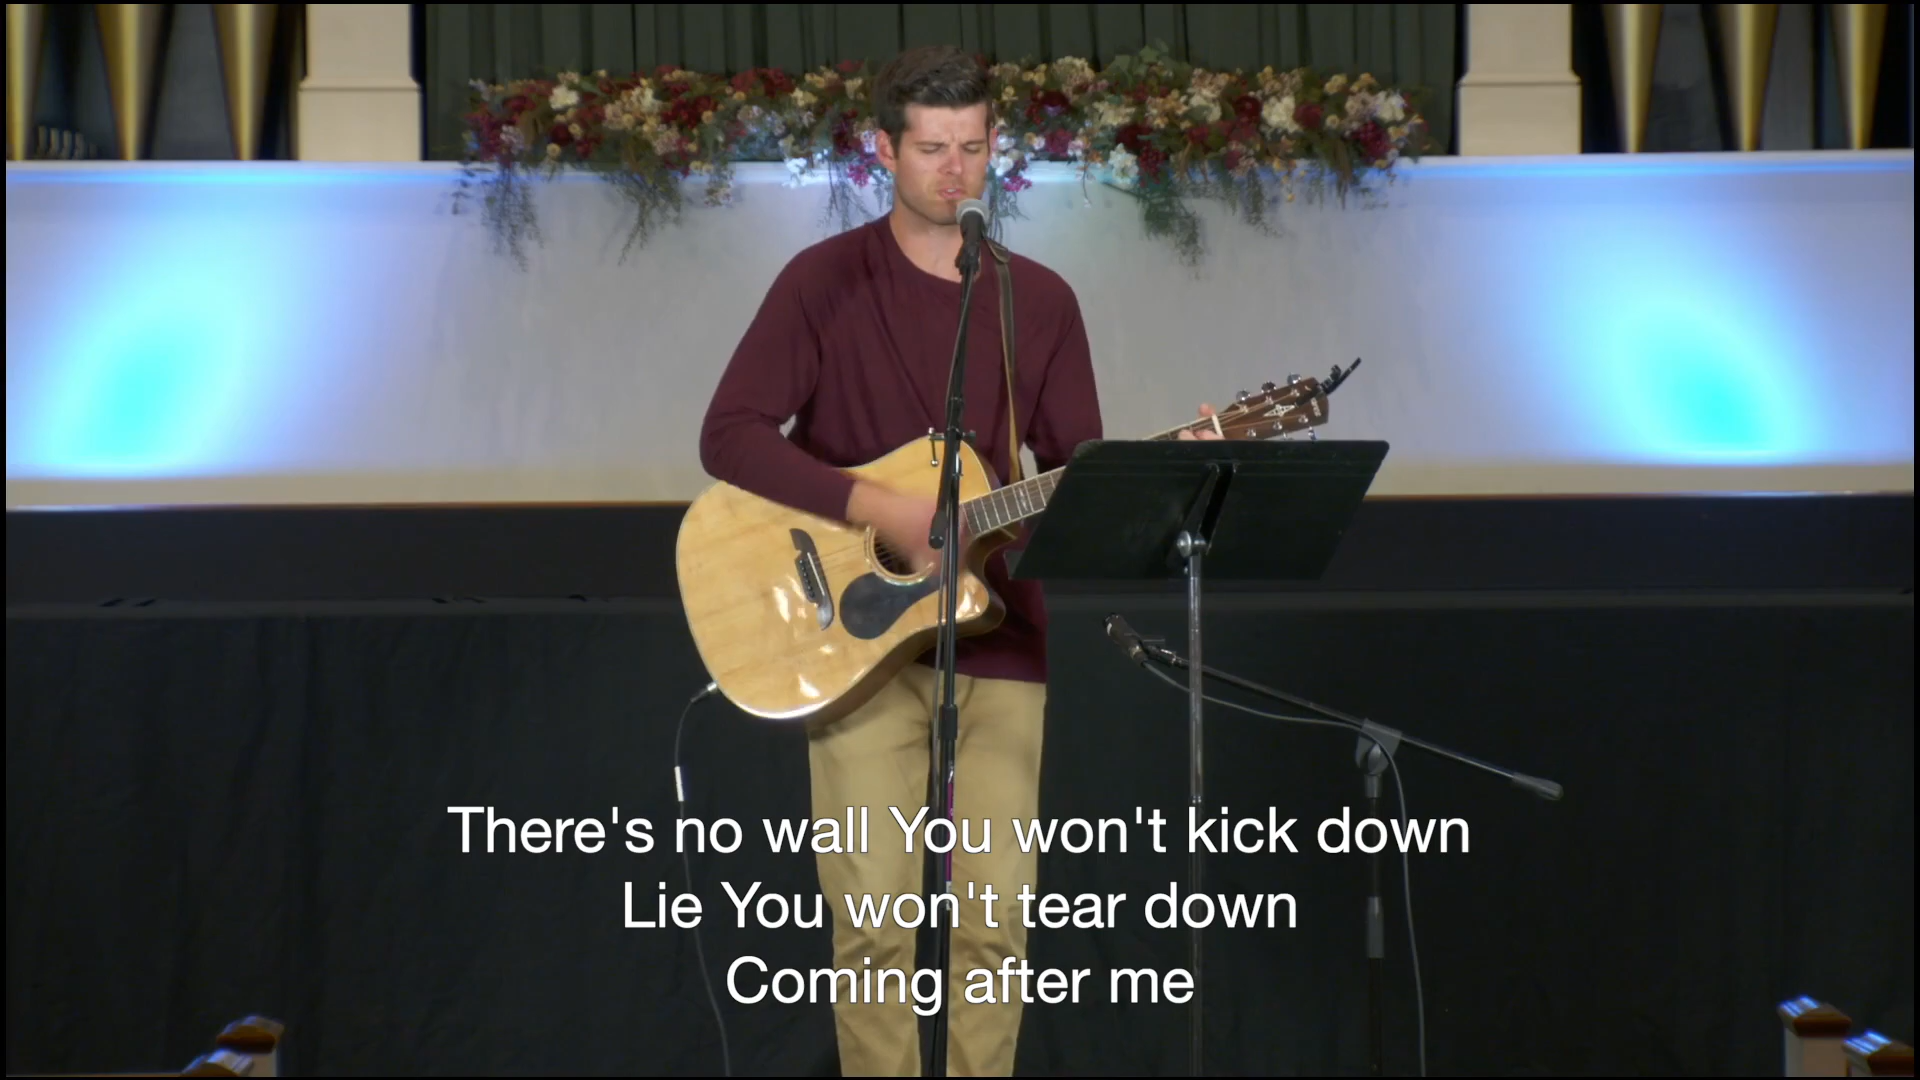 There's no wall You won't kick down
Lie You won't tear down
Coming after me